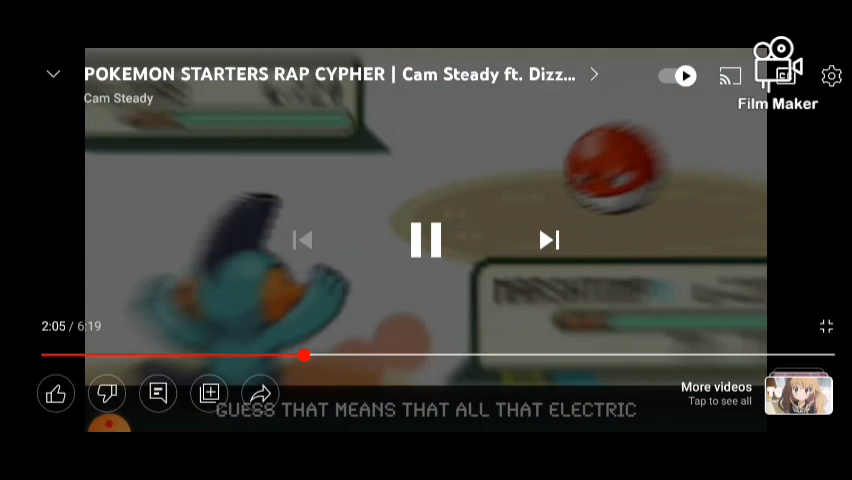 POKEMON STARTERS RAP CYPHER | Cam Steady ft. Dizz...
Cam Steady
Film Maker
MARSHTOMP
2:05 / 6:19
More videos
Tap to see all
GUESS THAT MEANS THAT ALL THAT ELECTRIC